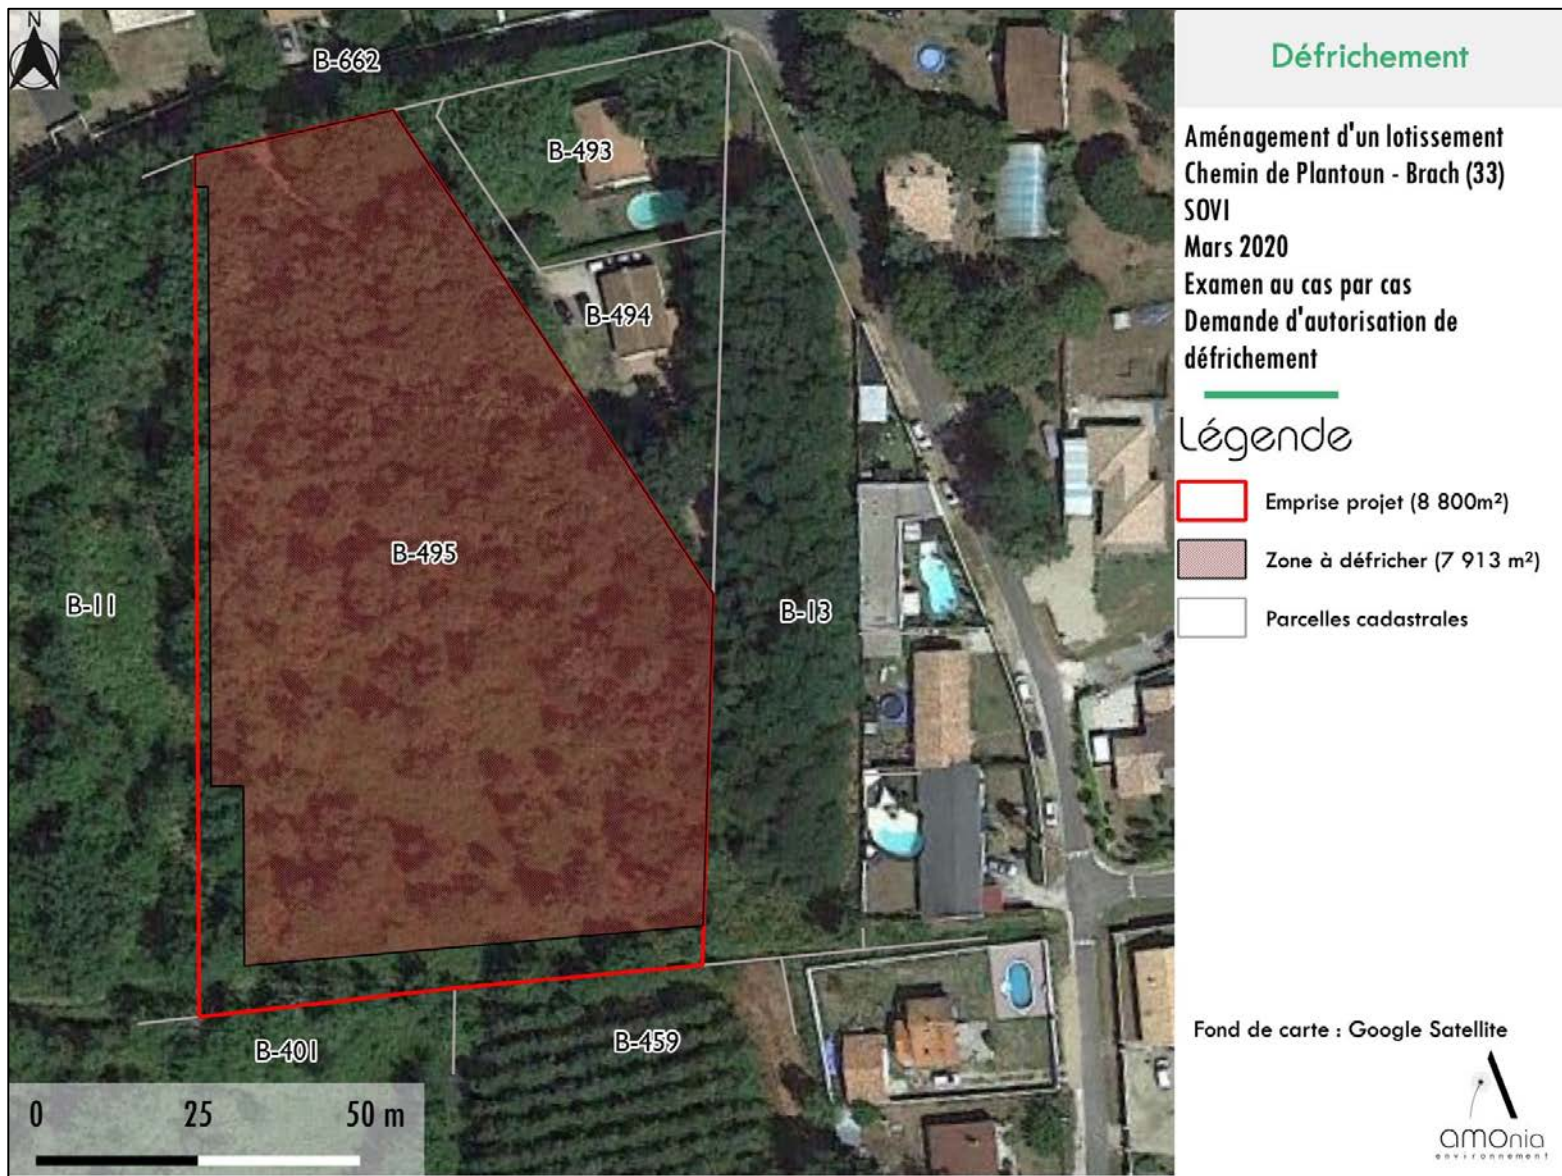 N
B-662
B-493
B-494
B-495
B-11
B-13
B-401
B-459
0 25 50 m
Défrichement
Aménagement d'un lotissement
Chemin de Plantoun - Brach (33)
SOVI
Mars 2020
Examen au cas par cas
Demande d'autorisation de
défrichement
Légende
Emprise projet (8 800m²)
Zone à défricher (7 913 m²)
Parcelles cadastrales
Fond de carte : Google Satellite
amonia
environnement